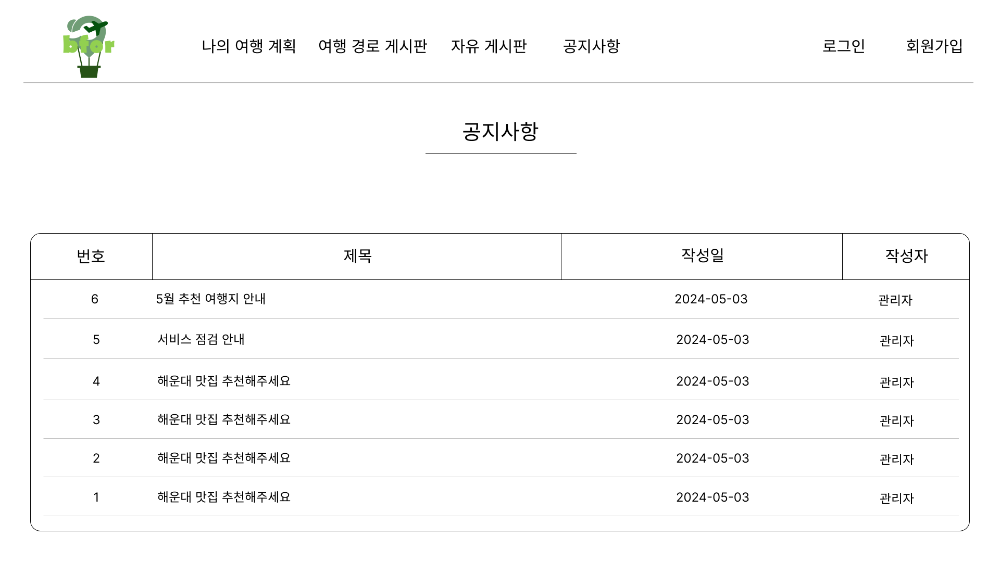 bfor
나의 여행 계획 여행 경로 게시판 자유 게시판 공지사항 로그인 회원가입
공지사항
번호 제목 작성일 작성자
6 5월 추천 여행지 안내 2024-05-03 관리자
5 서비스 점검 안내 2024-05-03 관리자
4 해운대 맛집 추천해주세요 2024-05-03 관리자
3 해운대 맛집 추천해주세요 2024-05-03 관리자
2 해운대 맛집 추천해주세요 2024-05-03 관리자
1 해운대 맛집 추천해주세요 2024-05-03 관리자